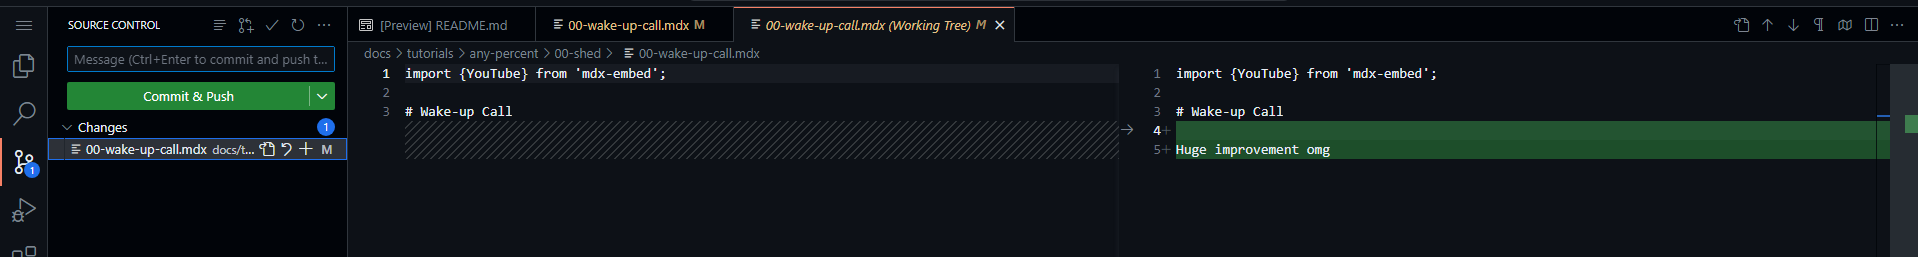 SOURCE CONTROL
Message (Ctrl+Enter to commit and push t...
Commit & Push
Changes 1
00-wake-up-call.mdx docs/t... M
1
[Preview] README.md
00-wake-up-call.mdx M
00-wake-up-call.mdx (Working Tree) M
docs > tutorials > any-percent > 00-shed > 00-wake-up-call.mdx
1 import {YouTube} from 'mdx-embed';
2
3 # Wake-up Call
1 import {YouTube} from 'mdx-embed';
2
3 # Wake-up Call
4+
5+ Huge improvement omg